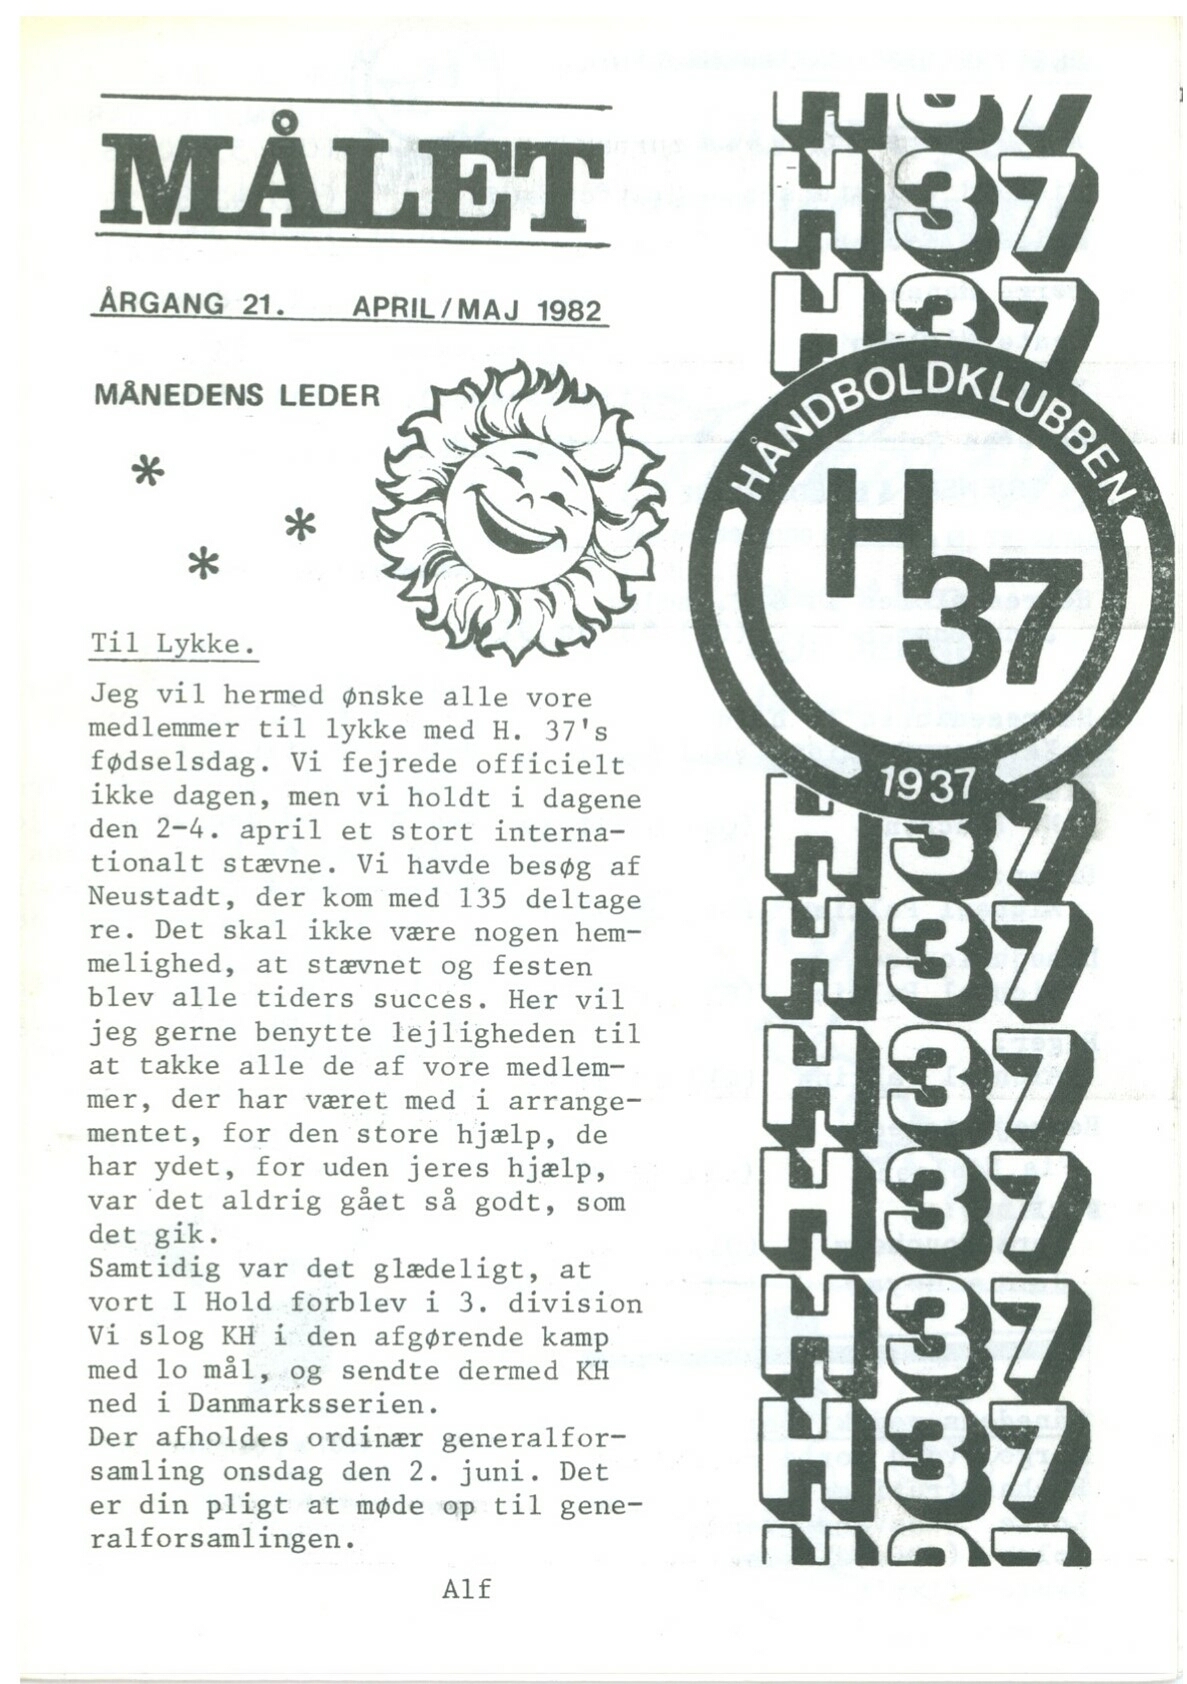 MÅLET
ÅRGANG 21. APRIL/MAJ 1982
MÅNEDENS LEDER
*
*
*
Til Lykke.
Jeg vil hermed ønske alle vore
medlemmer til lykke med H. 37's
fødselsdag. Vi fejrede officielt
ikke dagen, men vi holdt i dagene
den 2-4. april et stort interna-
tionalt stævne. Vi havde besøg af
Neustadt, der kom med 135 deltage
re. Det skal ikke være nogen hem-
melighed, at stævnet og festen
blev alle tiders succes. Her vil
jeg gerne benytte lejligheden til
at takke alle de af vore medlem-
mer, der har været med i arrange-
mentet, for den store hjælp, de
har ydet, for uden jeres hjælp,
var det aldrig gået så godt, som
det gik.
Samtidig var det glædeligt, at
vort I Hold forblev i 3. division
Vi slog KH i den afgørende kamp
med lo mål, og sendte dermed KH
ned i Danmarksserien.
Der afholdes ordinær generalfor-
samling onsdag den 2. juni. Det
er din pligt at møde op til gene-
ralforsamlingen.
Alf
H37
H37
H37
HÅNDBOLDKLUBBEN
H
37
1937
H37
H37
H37
H37
H37
H37
H37